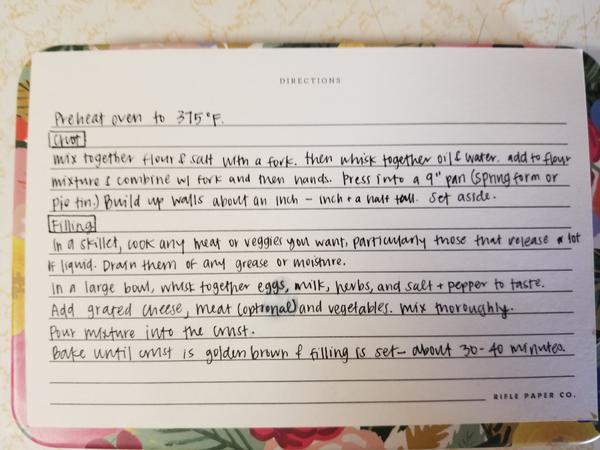 DIRECTIONS
Preheat oven to 375°F.
Crust
mix together flour & salt with a fork. then whisk together oil & water. add to flour
mixture & combine w/ fork and then hands. Press into a 9" pan (springform or
pie tin.) Build up walls about an inch - inch + a half tall. Set aside.
Filling
In a skillet, cook any meat or veggies you want, particularly those that release a lot
of liquid. Drain them of any grease or moisture.
In a large bowl, whisk together eggs, milk, herbs, and salt + pepper to taste.
Add grated cheese, meat (optional) and vegetables. mix thoroughly.
Pour mixture into the crust.
Bake until crust is golden brown & filling is set - about 30-40 minutes.
RIFLE PAPER CO.